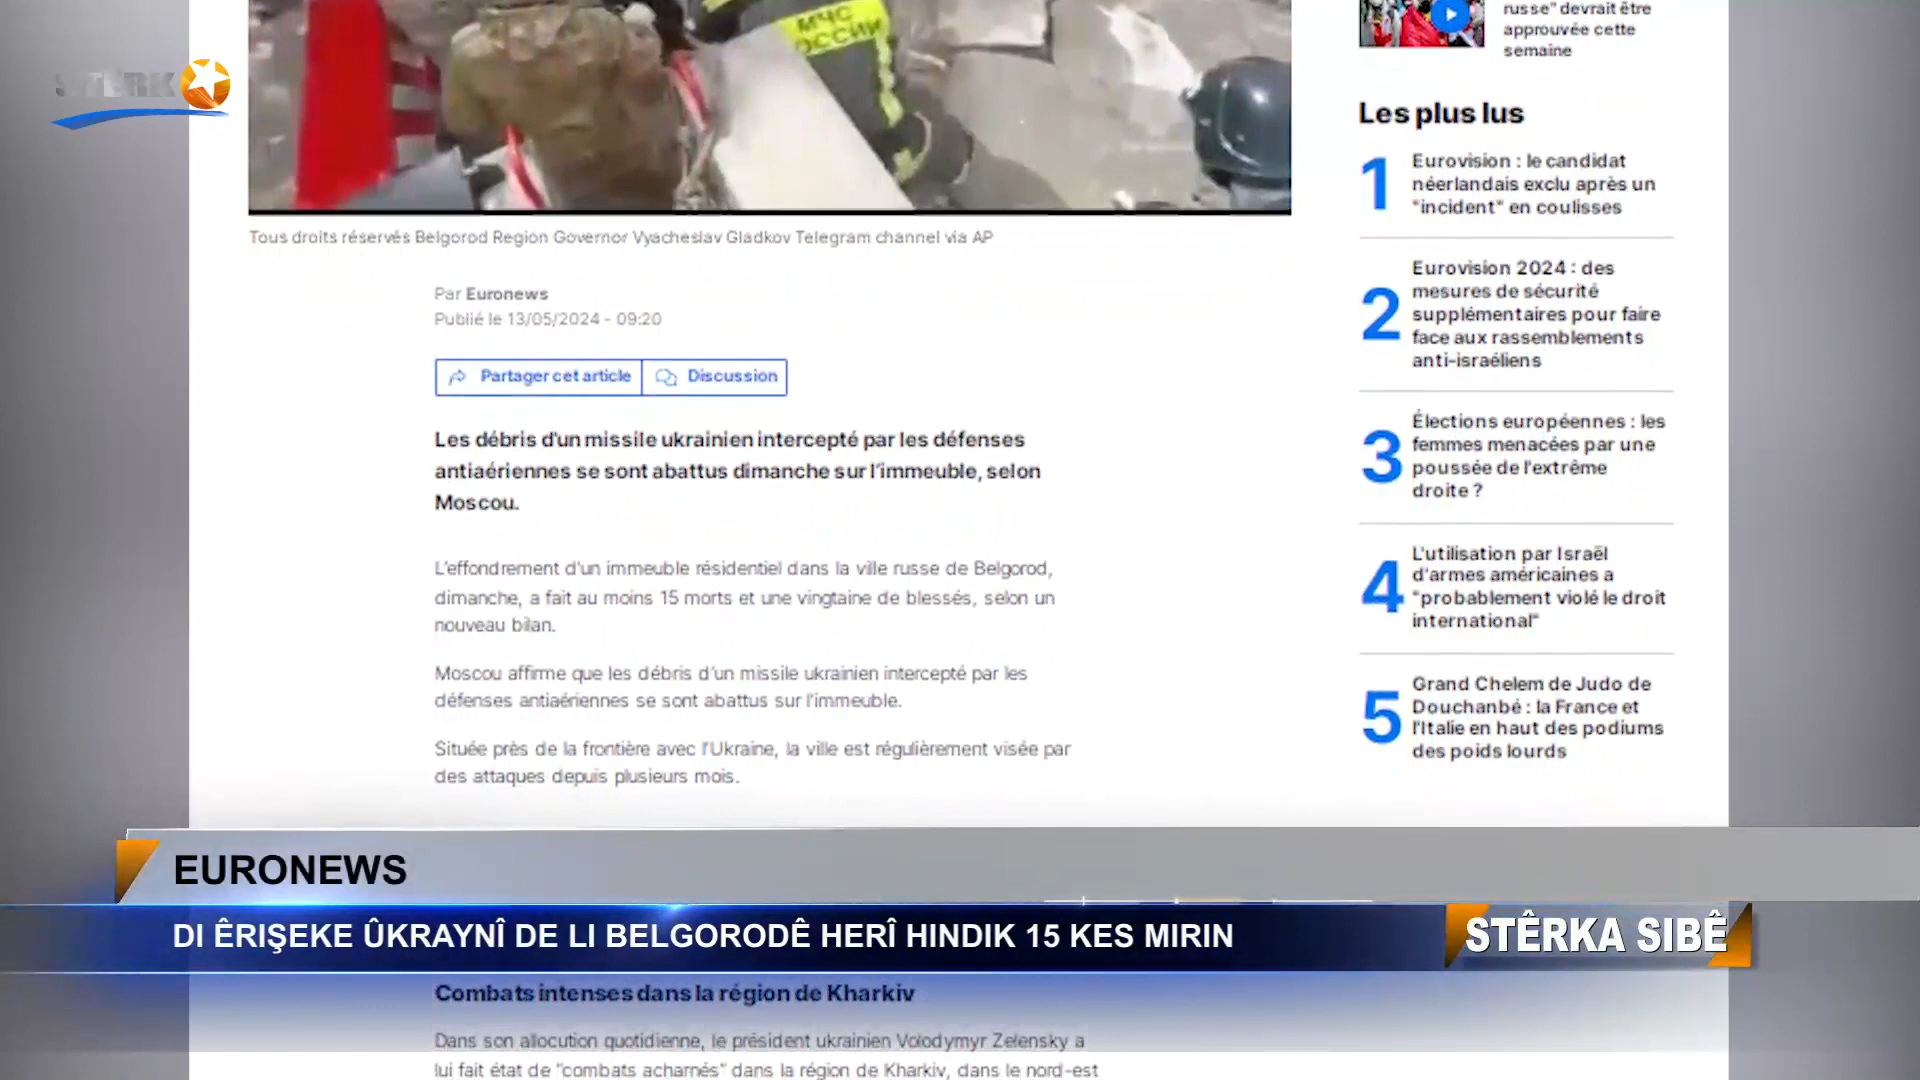 STÊRK
МЧС
РОССИИ
russe" devrait être
approuvée cette
semaine
Les plus lus
1
Eurovision : le candidat
néerlandais exclu après un
"incident" en coulisses
2
Eurovision 2024 : des
mesures de sécurité
supplémentaires pour faire
face aux rassemblements
anti-israéliens
3
Élections européennes : les
femmes menacées par une
poussée de l'extrême
droite ?
4
L'utilisation par Israël
d'armes américaines a
"probablement violé le droit
international"
5
Grand Chelem de Judo de
Douchanbé : la France et
l'Italie en haut des podiums
des poids lourds
Tous droits réservés Belgorod Region Governor Vyacheslav Gladkov Telegram channel via AP
Par Euronews
Publié le 13/05/2024 - 09:20
Partager cet article
Discussion
Les débris d'un missile ukrainien intercepté par les défenses
antiaériennes se sont abattus dimanche sur l'immeuble, selon
Moscou.
L'effondrement d'un immeuble résidentiel dans la ville russe de Belgorod,
dimanche, a fait au moins 15 morts et une vingtaine de blessés, selon un
nouveau bilan.
Moscou affirme que les débris d'un missile ukrainien intercepté par les
défenses antiaériennes se sont abattus sur l'immeuble.
Située près de la frontière avec l'Ukraine, la ville est régulièrement visée par
des attaques depuis plusieurs mois.
EURONEWS
DI ÊRIŞEKE ÛKRAYNÎ DE LI BELGORODÊ HERÎ HINDIK 15 KES MIRIN
STÊRKA SIBÊ
Combats intenses dans la région de Kharkiv
Dans son allocution quotidienne, le président ukrainien Volodymyr Zelensky a
lui fait état de "combats acharnés" dans la région de Kharkiv, dans le nord-est